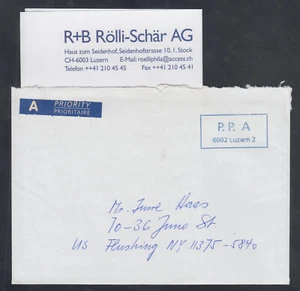 R+B Rölli-Schär AG
Haus zum Seidenhof, Seidenhofstrasse 10, 1. Stock
CH-6003 Luzern E-Mail: roelliphila@access.ch
Telefon ++41 210 45 45 Fax ++41 210 45 41
A PRIORITY
PRIORITAIRE
P.P. A
6002 Luzern 2
Mr. June Haas
70-36 June St.
US Flushing NY 11375-5840